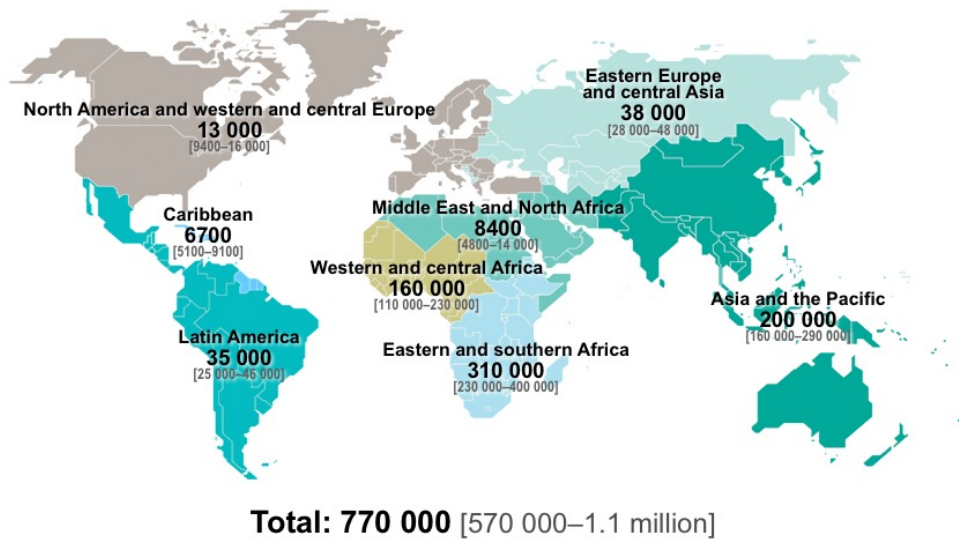 Eastern Europe
and central Asia
38 000
[28 000–48 000]
North America and western and central Europe
13 000
[9400–16 000]
Caribbean
6700
[5100–9100]
Middle East and North Africa
8400
[4800–14 000]
Western and central Africa
160 000
[110 000–230 000]
Asia and the Pacific
200 000
[160 000–290 000]
Latin America
35 000
[25 000–46 000]
Eastern and southern Africa
310 000
[230 000–400 000]
Total: 770 000 [570 000–1.1 million]